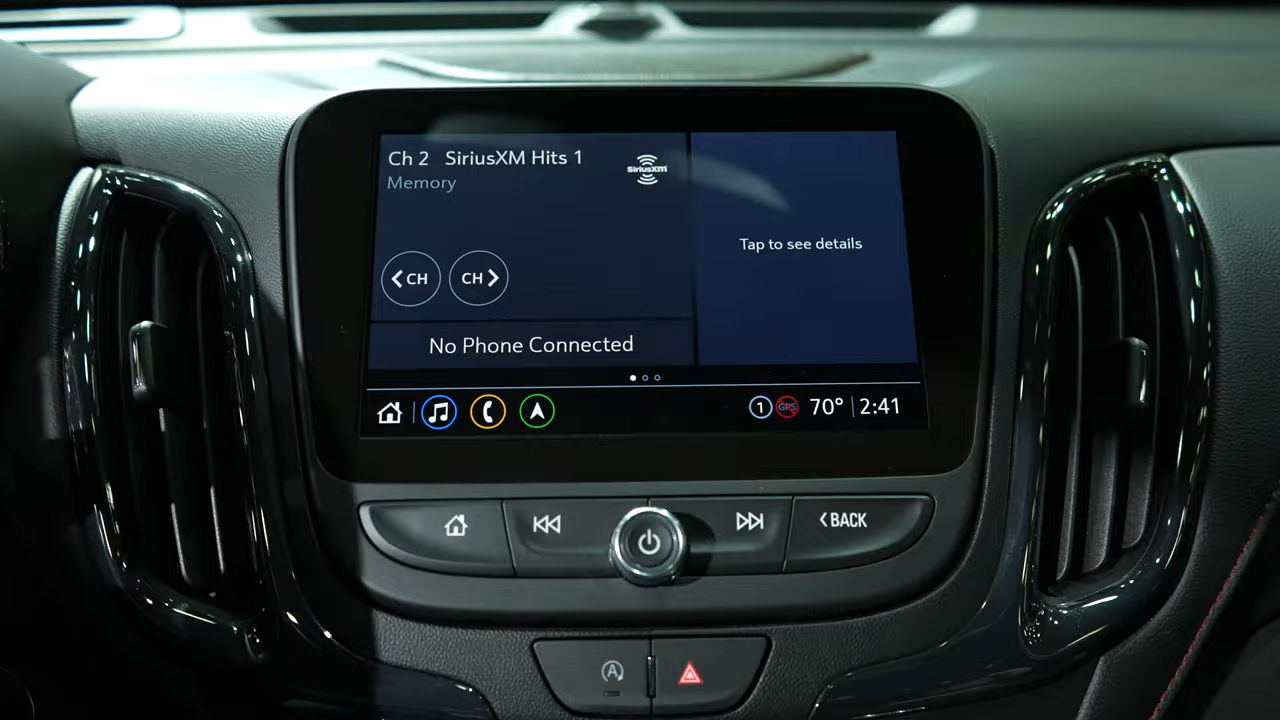 Ch 2 SiriusXM Hits 1
Memory
SiriusXM
Tap to see details
CH CH
No Phone Connected
1 GPS 70° 2:41
BACK
A